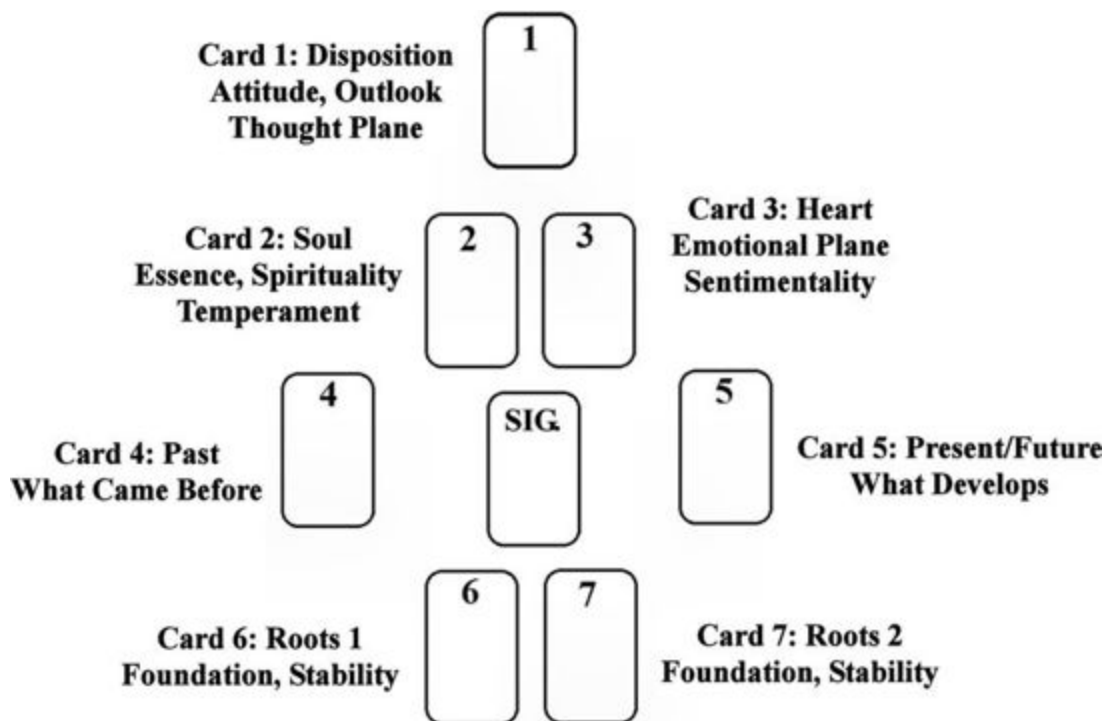 1
Card 1: Disposition
Attitude, Outlook
Thought Plane
2
3
Card 2: Soul
Essence, Spirituality
Temperament
Card 3: Heart
Emotional Plane
Sentimentality
4
SIG.
5
Card 4: Past
What Came Before
Card 5: Present/Future
What Develops
6
7
Card 6: Roots 1
Foundation, Stability
Card 7: Roots 2
Foundation, Stability